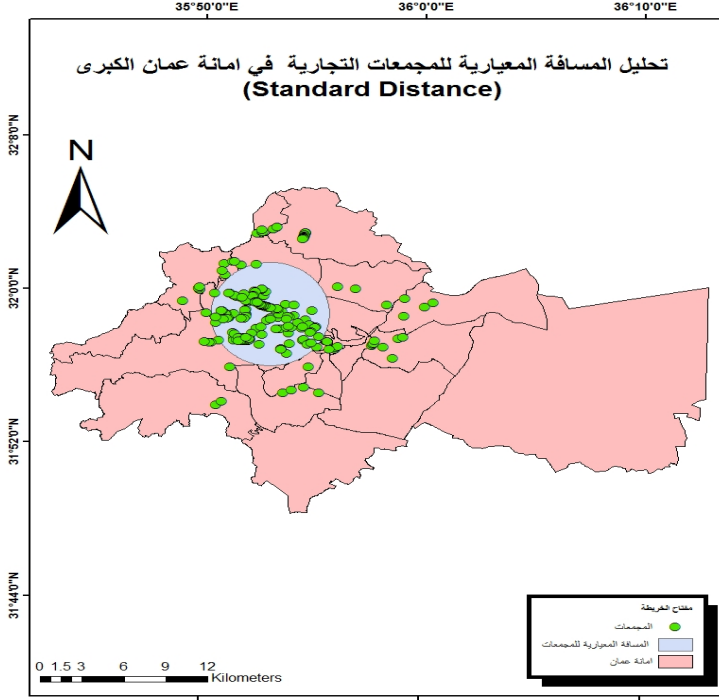 35°50'0"E 36°0'0"E 36°10'0"E
تحليل المسافة المعيارية للمجمعات التجارية في امانة عمان الكبرى
(Standard Distance)
32°8'0"N
N
32°0'0"N
31°52'0"N
31°44'0"N
مفتاح الخريطة
المجمعات
المسافة المعيارية للمجمعات
امانة عمان
0 1.5 3 6 9 12
Kilometers